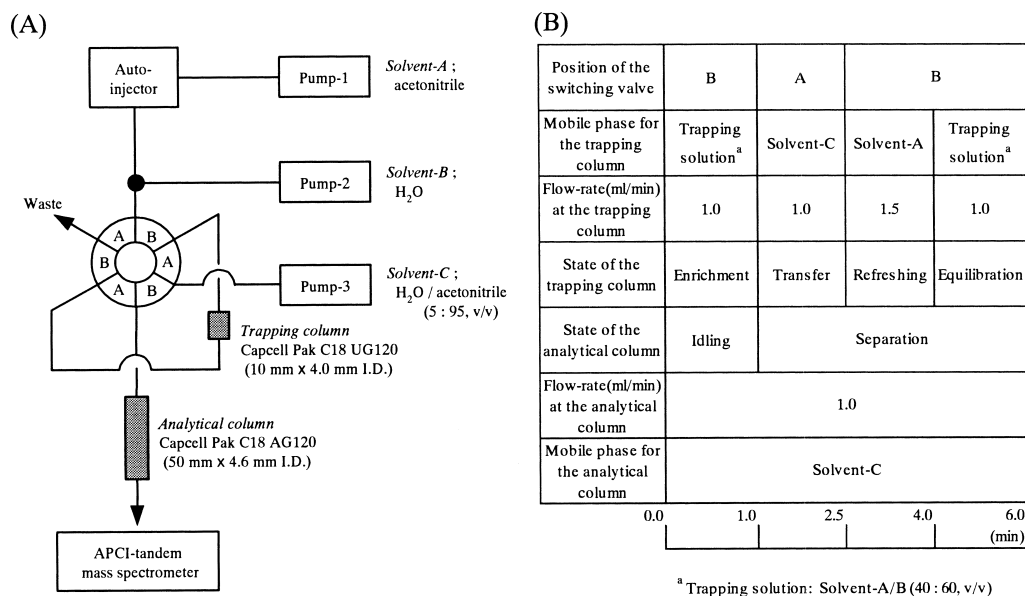 (A)
Auto-
injector
Pump-1
Solvent-A ;
acetonitrile
Pump-2
Solvent-B ;
H2O
Waste
A B
B A
A B
Pump-3
Solvent-C ;
H2O / acetonitrile
(5 : 95, v/v)
Trapping column
Capcell Pak C18 UG120
(10 mm x 4.0 mm I.D.)
Analytical column
Capcell Pak C18 AG120
(50 mm x 4.6 mm I.D.)
APCI-tandem
mass spectrometer
(B)
Position of the
switching valve
B A B
Mobile phase for
the trapping
column
Trapping
solution^a
Solvent-C
Solvent-A
Trapping
solution^a
Flow-rate(ml/min)
at the trapping
column
1.0 1.0 1.5 1.0
State of the
trapping column
Enrichment Transfer Refreshing Equilibration
State of the
analytical column
Idling Separation
Flow-rate(ml/min)
at the analytical
column
1.0
Mobile phase for
the analytical
column
Solvent-C
0.0 1.0 2.5 4.0 6.0
(min)
^a Trapping solution: Solvent-A/B (40 : 60, v/v)